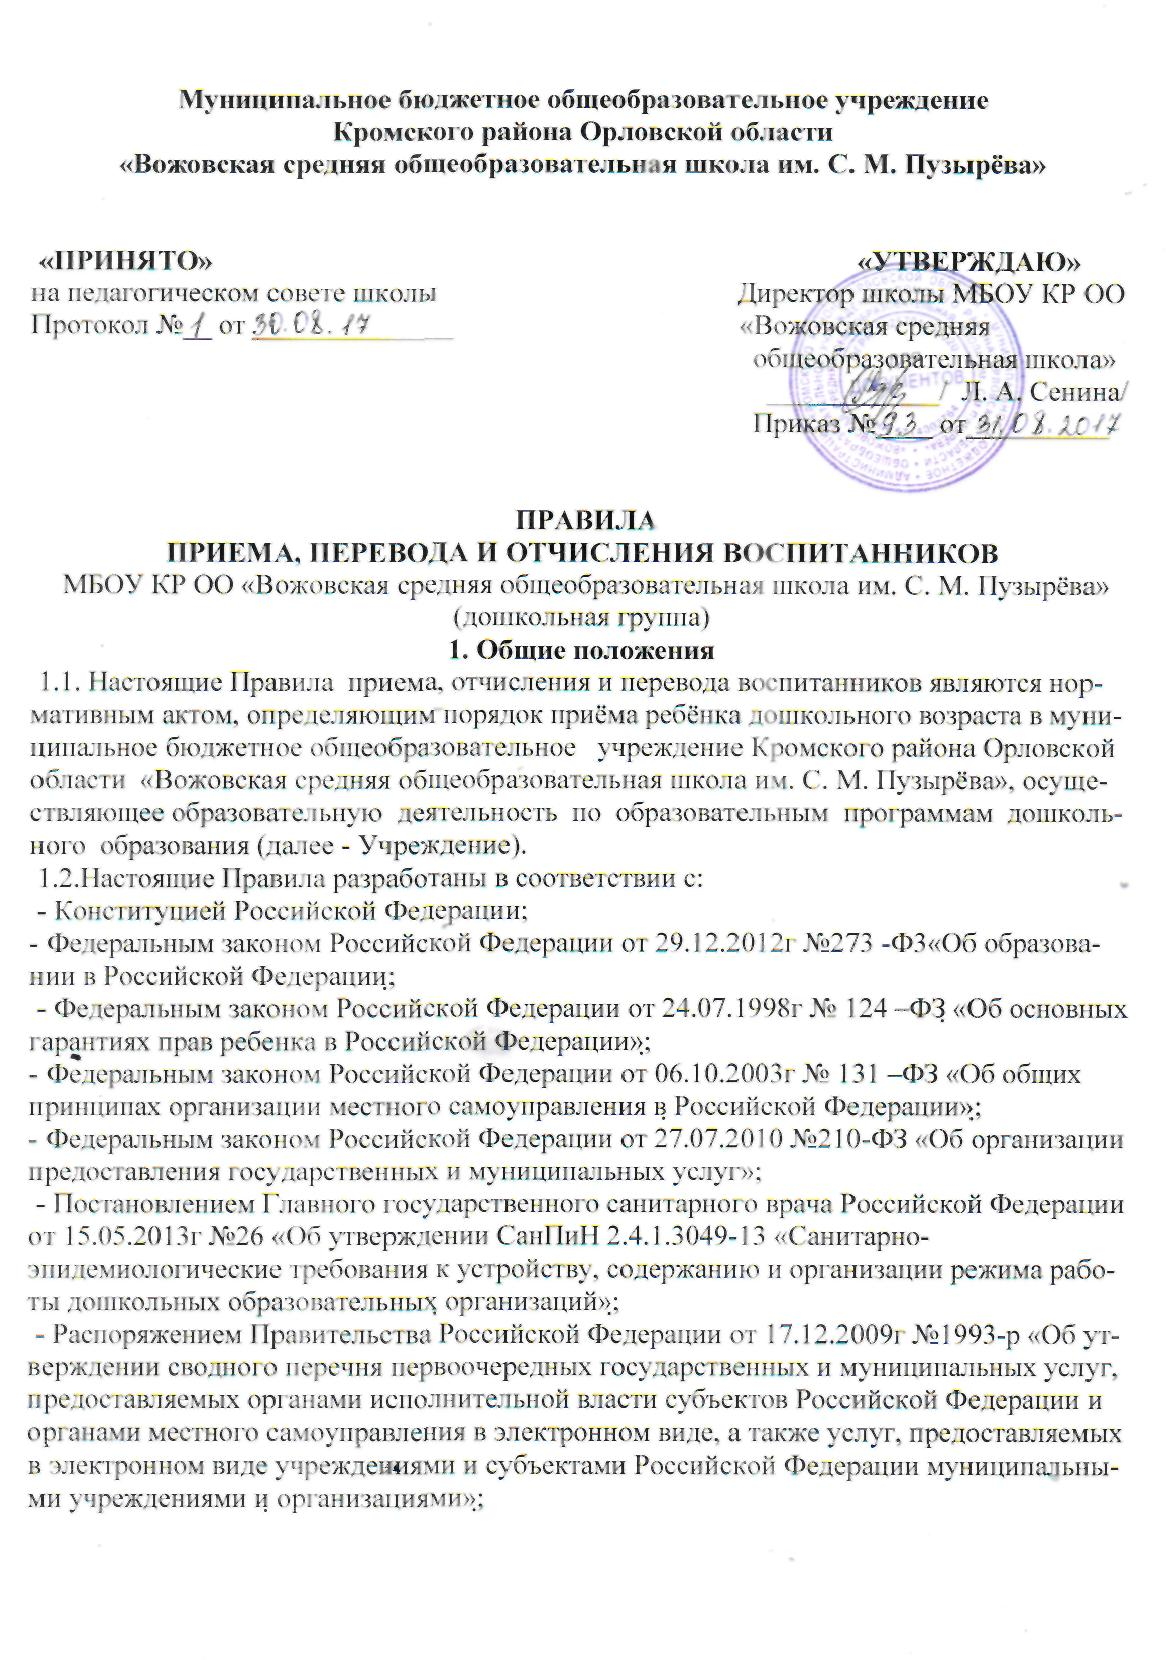 Муниципальное бюджетное общеобразовательное учреждение
Кромского района Орловской области
«Вожовская средняя общеобразовательная школа им. С. М. Пузырёва»
«ПРИНЯТО»
на педагогическом совете школы
Протокол № 1 от 30.08.17
«УТВЕРЖДАЮ»
Директор школы МБОУ КР ОО
«Вожовская средняя
общеобразовательная школа»
/ Л. А. Сенина/
Приказ № 93 от 31.08.2017
ДОКУМЕНТОВ
ПРАВИЛА
ПРИЕМА, ПЕРЕВОДА И ОТЧИСЛЕНИЯ ВОСПИТАННИКОВ
МБОУ КР ОО «Вожовская средняя общеобразовательная школа им. С. М. Пузырёва»
(дошкольная группа)
1. Общие положения
1.1. Настоящие Правила приема, отчисления и перевода воспитанников являются нор-
мативным актом, определяющим порядок приёма ребёнка дошкольного возраста в муни-
ципальное бюджетное общеобразовательное учреждение Кромского района Орловской
области «Вожовская средняя общеобразовательная школа им. С. М. Пузырёва», осуще-
ствляющее образовательную деятельность по образовательным программам дошколь-
ного образования (далее - Учреждение).
1.2.Настоящие Правила разработаны в соответствии с:
- Конституцией Российской Федерации;
- Федеральным законом Российской Федерации от 29.12.2012г №273 -ФЗ«Об образова-
нии в Российской Федерации;
- Федеральным законом Российской Федерации от 24.07.1998г № 124 –ФЗ «Об основных
гарантиях прав ребенка в Российской Федерации»;
- Федеральным законом Российской Федерации от 06.10.2003г № 131 –ФЗ «Об общих
принципах организации местного самоуправления в Российской Федерации»;
- Федеральным законом Российской Федерации от 27.07.2010 №210-ФЗ «Об организации
предоставления государственных и муниципальных услуг»;
- Постановлением Главного государственного санитарного врача Российской Федерации
от 15.05.2013г №26 «Об утверждении СанПиН 2.4.1.3049-13 «Санитарно-
эпидемиологические требования к устройству, содержанию и организации режима рабо-
ты дошкольных образовательных организаций»;
- Распоряжением Правительства Российской Федерации от 17.12.2009г №1993-р «Об ут-
верждении сводного перечня первоочередных государственных и муниципальных услуг,
предоставляемых органами исполнительной власти субъектов Российской Федерации и
органами местного самоуправления в электронном виде, а также услуг, предоставляемых
в электронном виде учреждениями и субъектами Российской Федерации муниципальны-
ми учреждениями и организациями»;